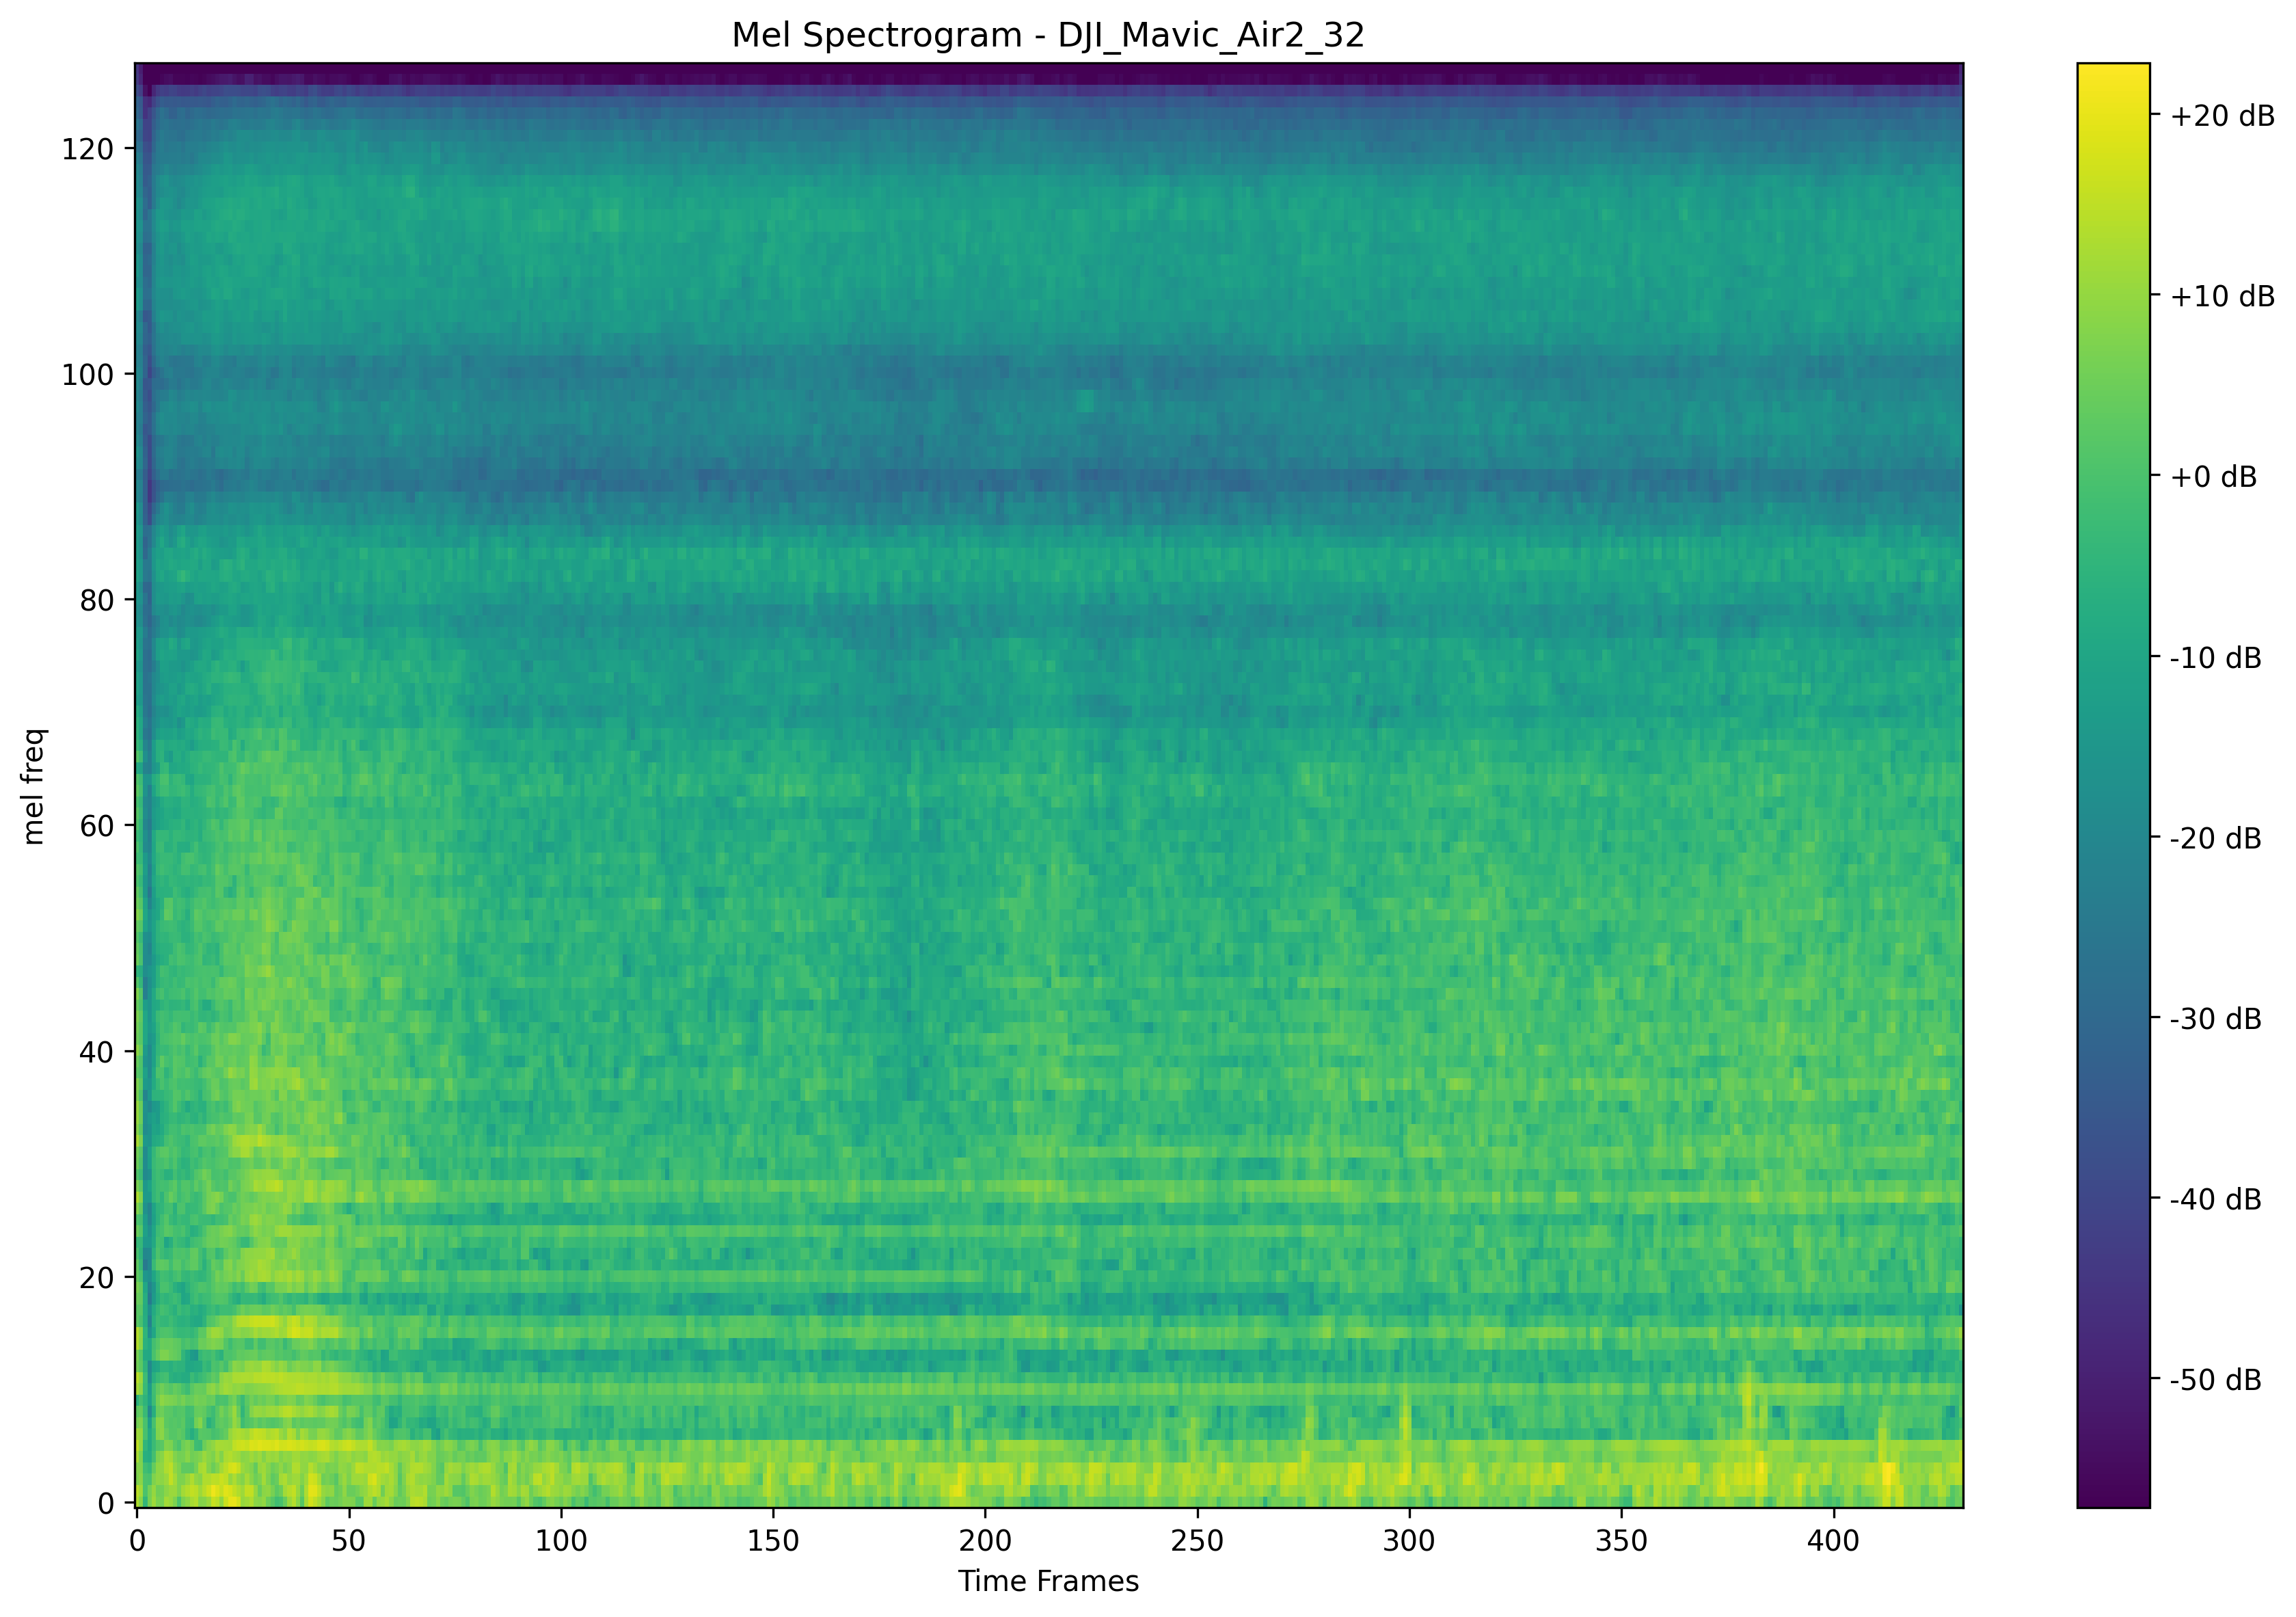 Mel Spectrogram - DJI_Mavic_Air2_32
mel freq
120
100
80
60
40
20
0
0 50 100 150 200 250 300 350 400
Time Frames
+20 dB
+10 dB
+0 dB
-10 dB
-20 dB
-30 dB
-40 dB
-50 dB